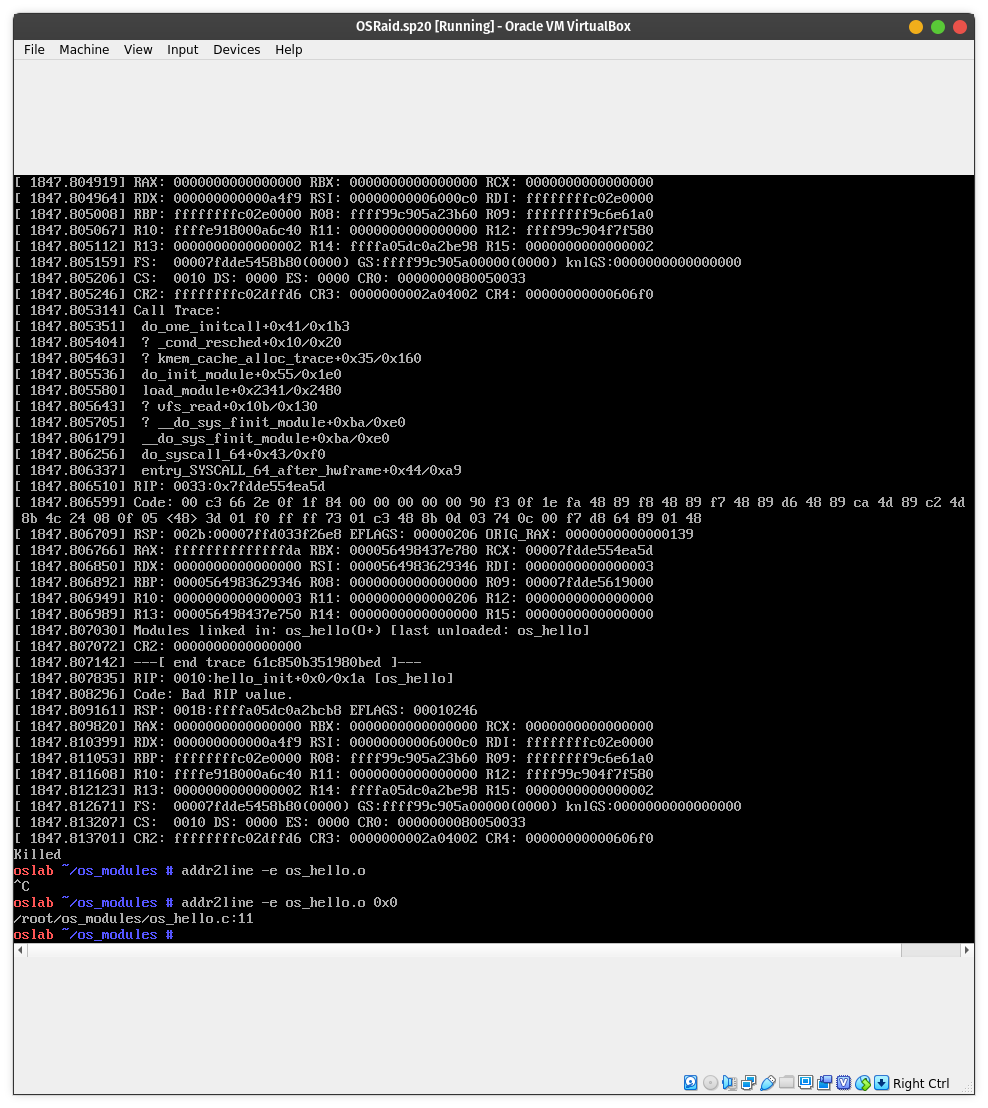 OSRaid.sp20 [Running] - Oracle VM VirtualBox
File Machine View Input Devices Help
[ 1847.804919] RAX: 0000000000000000 RBX: 0000000000000000 RCX: 0000000000000000
[ 1847.804964] RDX: 000000000000a4f9 RSI: 00000000006000c0 RDI: ffffffffc02e0000
[ 1847.805008] RBP: ffffffffc02e0000 R08: ffff99c905a23b60 R09: ffffffff9c6e61a0
[ 1847.805067] R10: ffffe918000a6c40 R11: 0000000000000000 R12: ffff99c904f7f580
[ 1847.805112] R13: 0000000000000002 R14: ffffa05dc0a2be98 R15: 0000000000000002
[ 1847.805159] FS:  00007fdde5458b80(0000) GS:ffff99c905a00000(0000) knlGS:0000000000000000
[ 1847.805206] CS:  0010 DS: 0000 ES: 0000 CR0: 0000000080050033
[ 1847.805246] CR2: ffffffffc02dffd6 CR3: 0000000002a04002 CR4: 00000000000606f0
[ 1847.805314] Call Trace:
[ 1847.805351]  do_one_initcall+0x41/0x1b3
[ 1847.805404]  ? _cond_resched+0x10/0x20
[ 1847.805463]  ? kmem_cache_alloc_trace+0x35/0x160
[ 1847.805536]  do_init_module+0x55/0x1e0
[ 1847.805580]  load_module+0x2341/0x2480
[ 1847.805643]  ? vfs_read+0x10b/0x130
[ 1847.805705]  ? __do_sys_finit_module+0xba/0xe0
[ 1847.806179]  __do_sys_finit_module+0xba/0xe0
[ 1847.806256]  do_syscall_64+0x43/0xf0
[ 1847.806337]  entry_SYSCALL_64_after_hwframe+0x44/0xa9
[ 1847.806510] RIP: 0033:0x7fdde554ea5d
[ 1847.806599] Code: 00 c3 66 2e 0f 1f 84 00 00 00 00 00 90 f3 0f 1e fa 48 89 f8 48 89 f7 48 89 d6 48 89 ca 4d 89 c2 4d
8b 4c 24 08 0f 05 <48> 3d 01 f0 ff ff 73 01 c3 48 8b 0d 03 74 0c 00 f7 d8 64 89 01 48
[ 1847.806709] RSP: 002b:00007ffd033f26e8 EFLAGS: 00000206 ORIG_RAX: 0000000000000139
[ 1847.806766] RAX: ffffffffffffffda RBX: 000056498437e780 RCX: 00007fdde554ea5d
[ 1847.806850] RDX: 0000000000000000 RSI: 0000564983629346 RDI: 0000000000000003
[ 1847.806892] RBP: 0000564983629346 R08: 0000000000000000 R09: 00007fdde5619000
[ 1847.806949] R10: 0000000000000003 R11: 0000000000000206 R12: 0000000000000000
[ 1847.806989] R13: 000056498437e750 R14: 0000000000000000 R15: 0000000000000000
[ 1847.807030] Modules linked in: os_hello(O+) [last unloaded: os_hello]
[ 1847.807072] CR2: 0000000000000000
[ 1847.807142] ---[ end trace 61c850b351980bed ]---
[ 1847.807835] RIP: 0010:hello_init+0x0/0x1a [os_hello]
[ 1847.808296] Code: Bad RIP value.
[ 1847.809161] RSP: 0018:ffffa05dc0a2bcb8 EFLAGS: 00010246
[ 1847.809820] RAX: 0000000000000000 RBX: 0000000000000000 RCX: 0000000000000000
[ 1847.810399] RDX: 000000000000a4f9 RSI: 00000000006000c0 RDI: ffffffffc02e0000
[ 1847.811053] RBP: ffffffffc02e0000 R08: ffff99c905a23b60 R09: ffffffff9c6e61a0
[ 1847.811608] R10: ffffe918000a6c40 R11: 0000000000000000 R12: ffff99c904f7f580
[ 1847.812123] R13: 0000000000000002 R14: ffffa05dc0a2be98 R15: 0000000000000002
[ 1847.812671] FS:  00007fdde5458b80(0000) GS:ffff99c905a00000(0000) knlGS:0000000000000000
[ 1847.813207] CS:  0010 DS: 0000 ES: 0000 CR0: 0000000080050033
[ 1847.813701] CR2: ffffffffc02dffd6 CR3: 0000000002a04002 CR4: 00000000000606f0
Killed
oslab ~/os_modules # addr2line -e os_hello.o
^C
oslab ~/os_modules # addr2line -e os_hello.o 0x0
/root/os_modules/os_hello.c:11
oslab ~/os_modules #
Right Ctrl